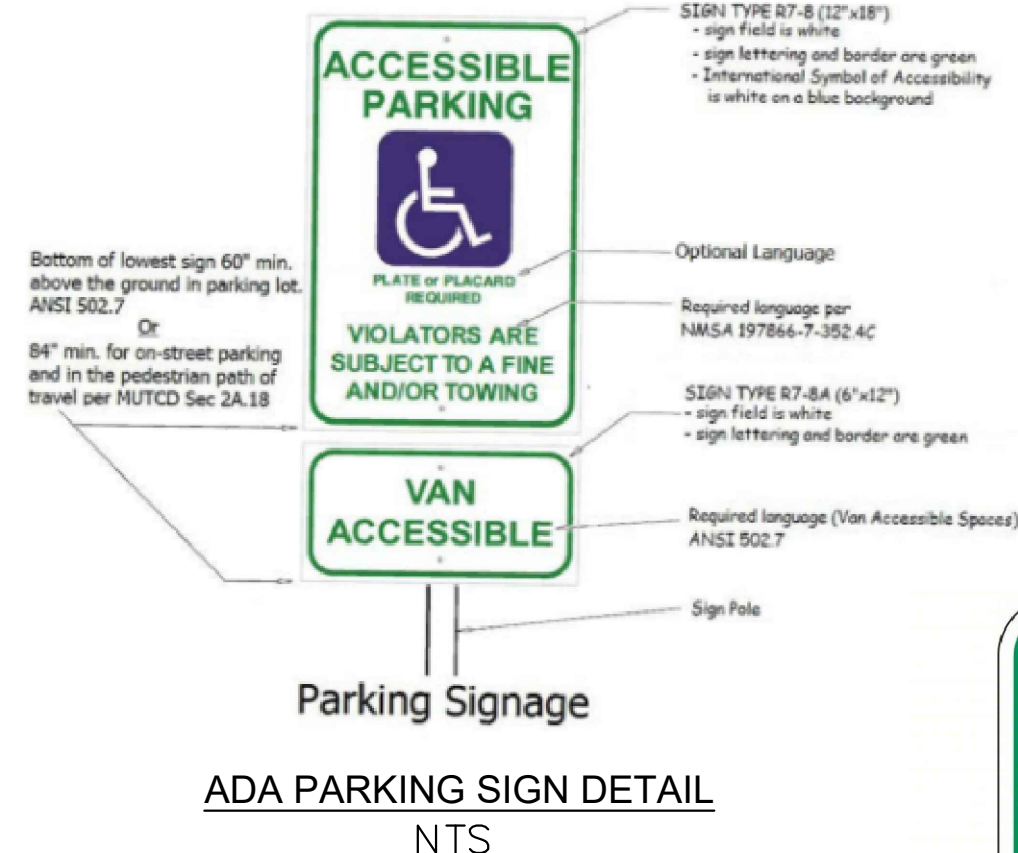 SIGN TYPE R7-8 (12"x18")
- sign field is white
- sign lettering and border are green
- International Symbol of Accessibility
is white on a blue background
ACCESSIBLE
PARKING
Optional Language
PLATE or PLACARD
REQUIRED
Required language per
NMSA 197866-7-352.4C
VIOLATORS ARE
SUBJECT TO A FINE
AND/OR TOWING
Bottom of lowest sign 60" min.
above the ground in parking lot.
ANSI 502.7
Or
84" min. for on-street parking
and in the pedestrian path of
travel per MUTCD Sec 2A.18
SIGN TYPE R7-8A (6"x12")
- sign field is white
- sign lettering and border are green
VAN
ACCESSIBLE
Required language (Van Accessible Spaces)
ANSI 502.7
Sign Pole
Parking Signage
ADA PARKING SIGN DETAIL
NTS